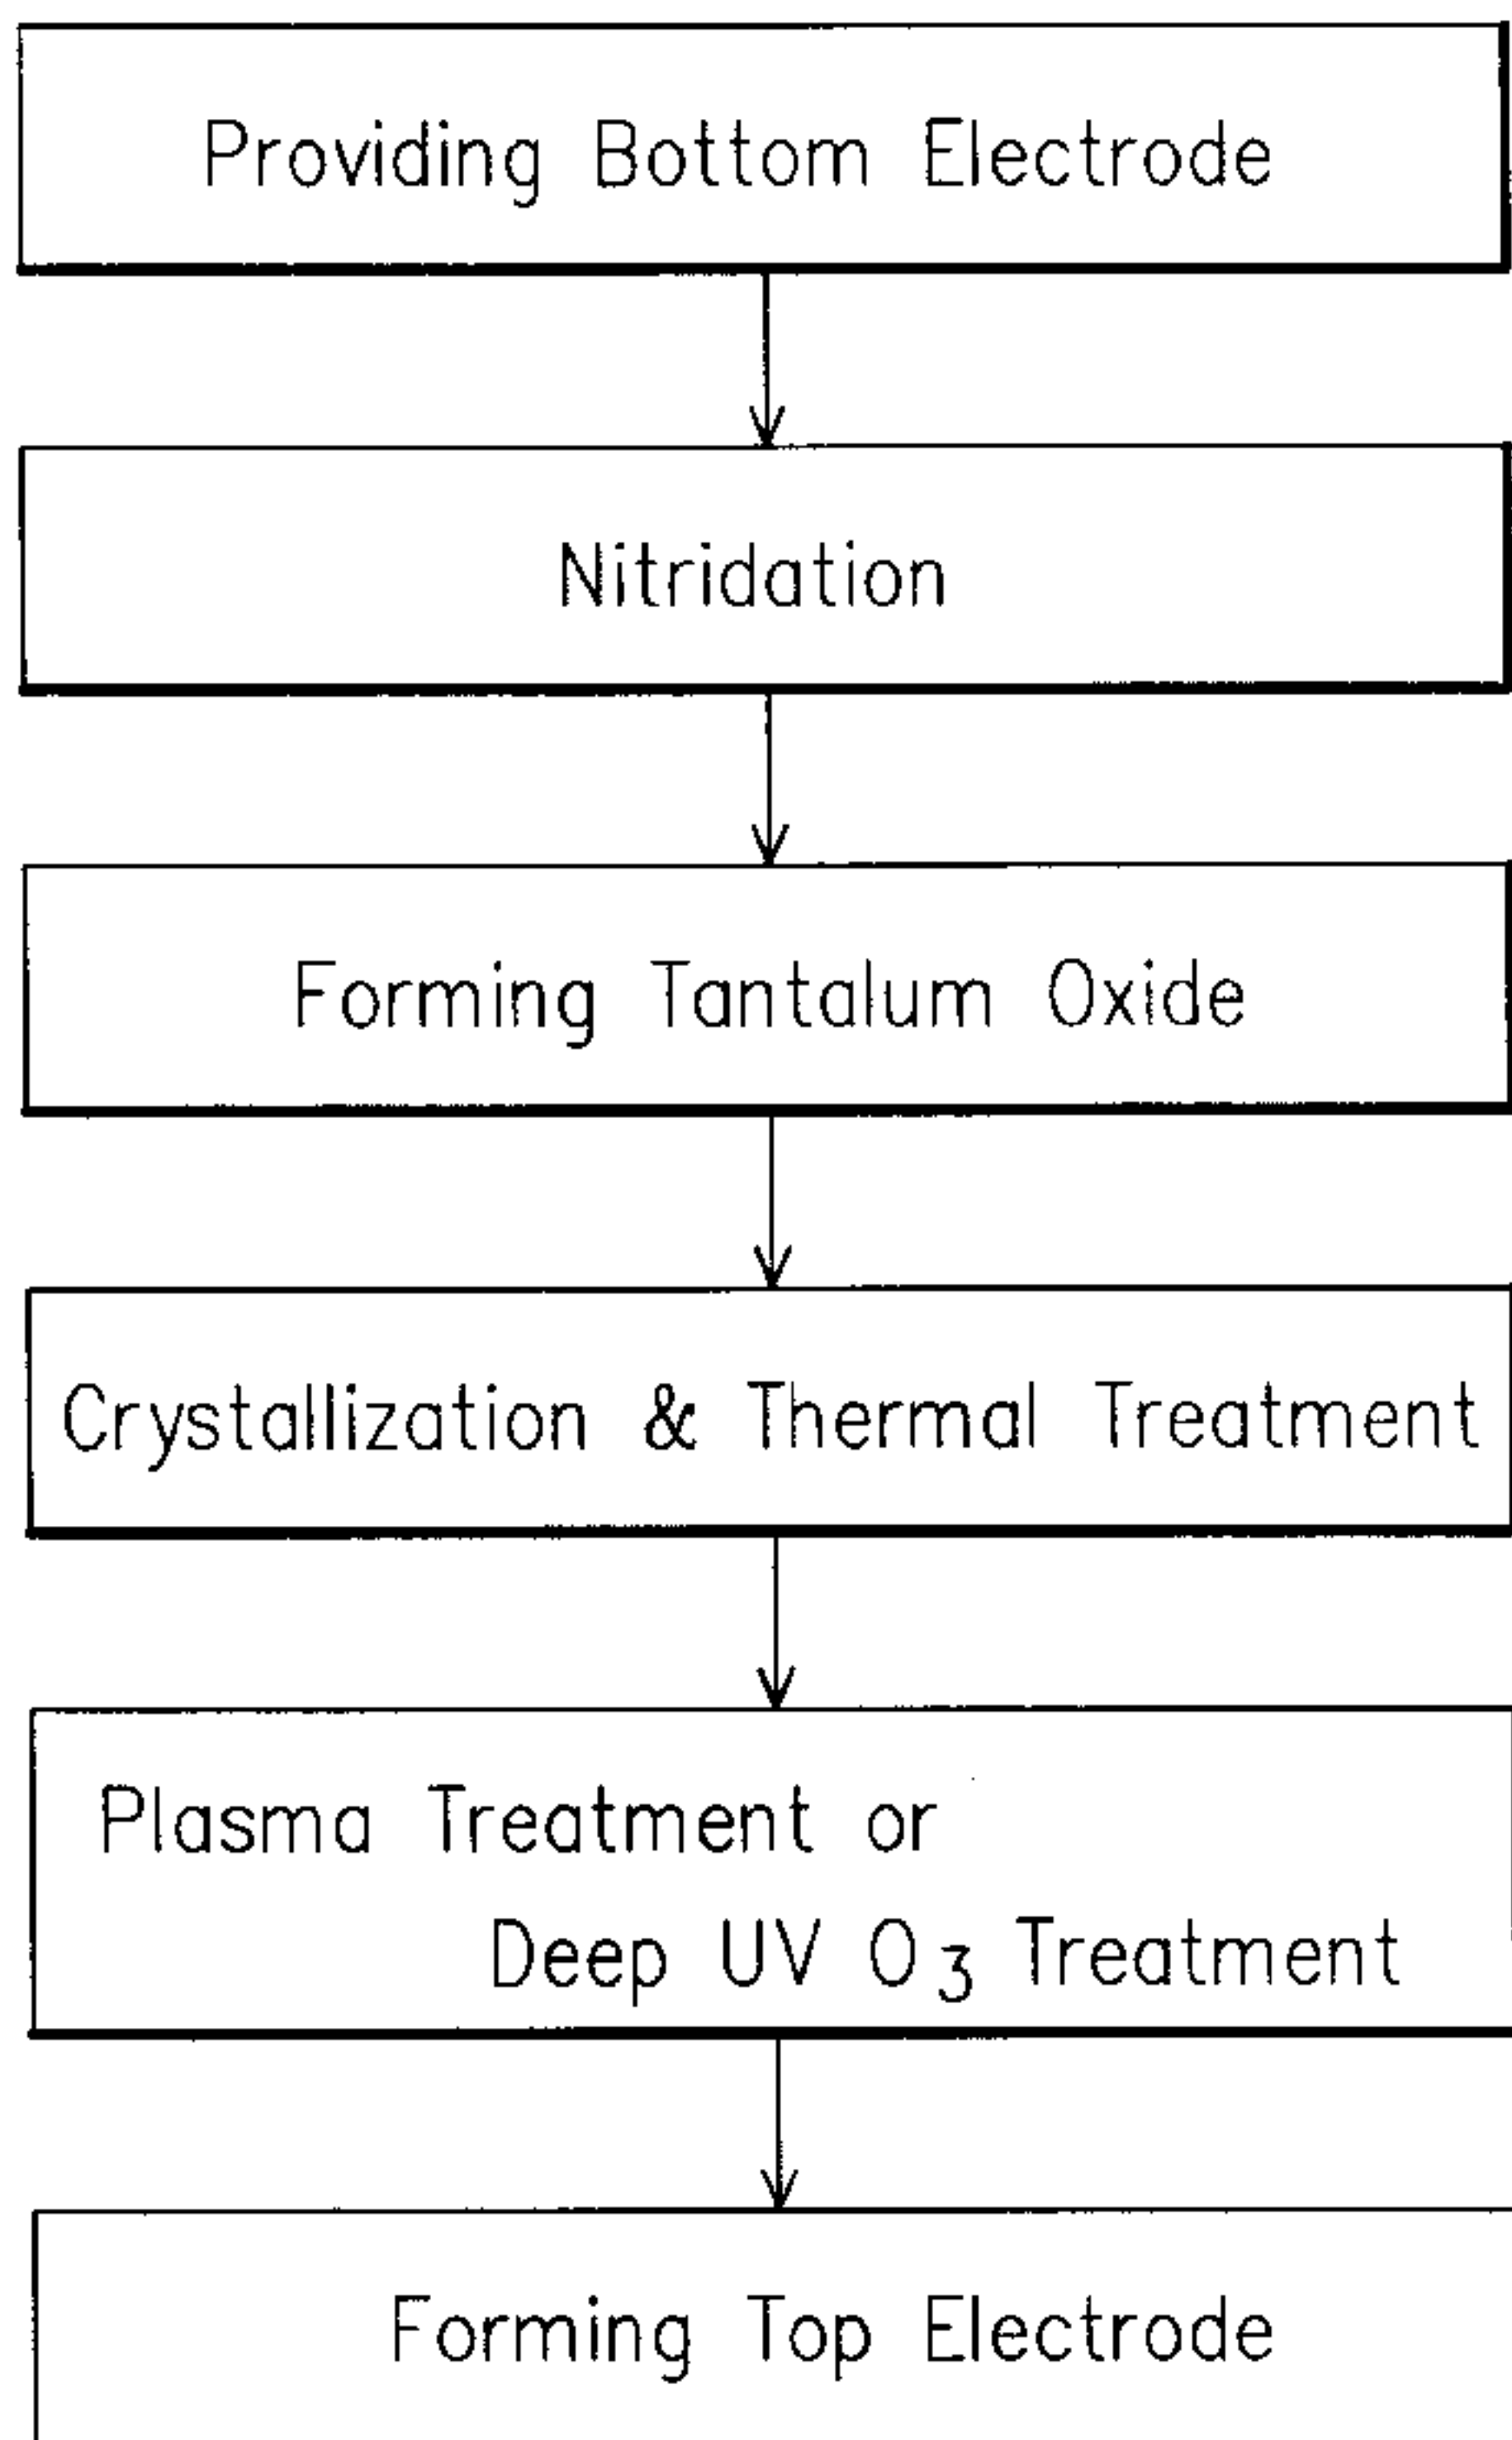 Providing Bottom Electrode
Nitridation
Forming Tantalum Oxide
Crystallization & Thermal Treatment
Plasma Treatment or
Deep UV O3 Treatment
Forming Top Electrode